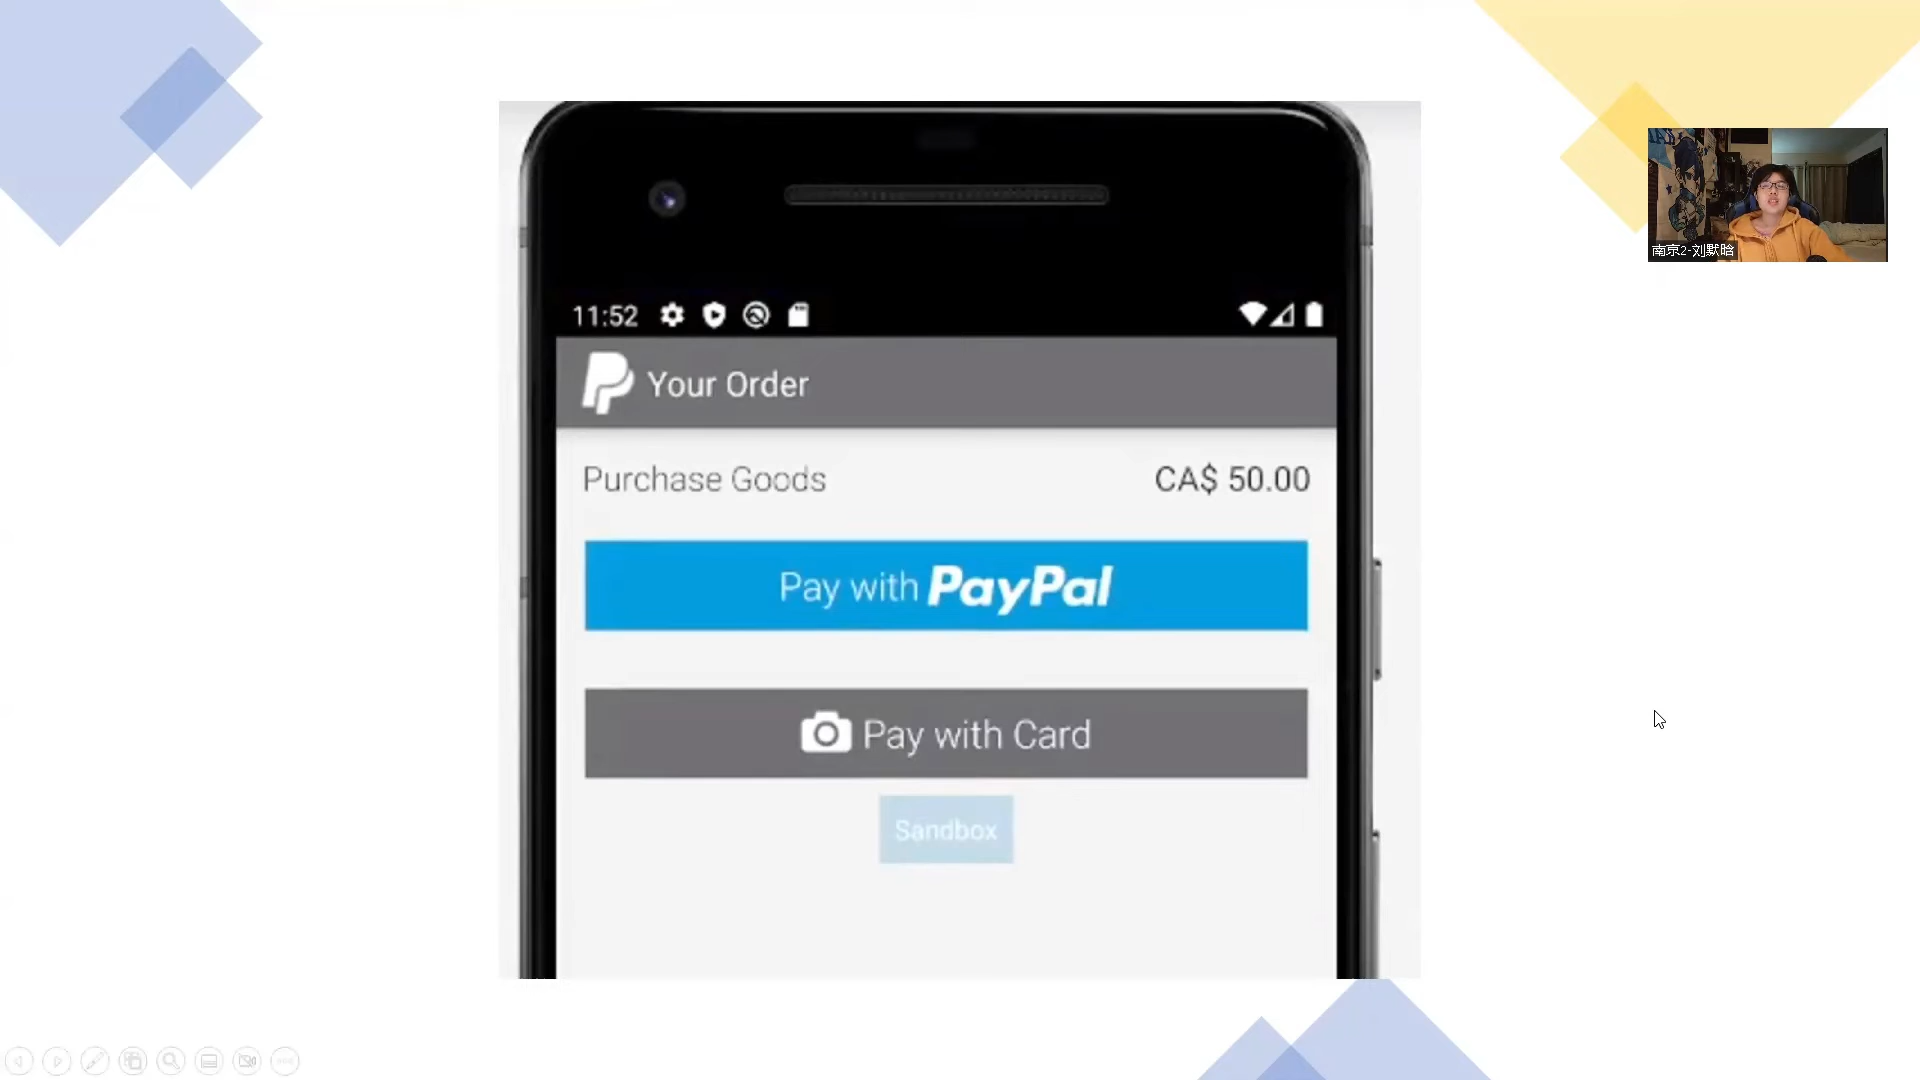 11:52
Your Order
Purchase Goods CA$ 50.00
Pay with PayPal
Pay with Card
Sandbox
南京2-刘默晗